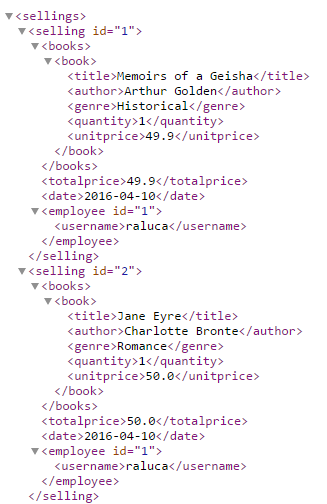 ▼<sellings>
▼<selling id="1">
▼<books>
▼<book>
<title>Memoirs of a Geisha</title>
<author>Arthur Golden</author>
<genre>Historical</genre>
<quantity>1</quantity>
<unitprice>49.9</unitprice>
</book>
</books>
<totalprice>49.9</totalprice>
<date>2016-04-10</date>
▼<employee id="1">
<username>raluca</username>
</employee>
</selling>
▼<selling id="2">
▼<books>
▼<book>
<title>Jane Eyre</title>
<author>Charlotte Bronte</author>
<genre>Romance</genre>
<quantity>1</quantity>
<unitprice>50.0</unitprice>
</book>
</books>
<totalprice>50.0</totalprice>
<date>2016-04-10</date>
▼<employee id="1">
<username>raluca</username>
</employee>
</selling>